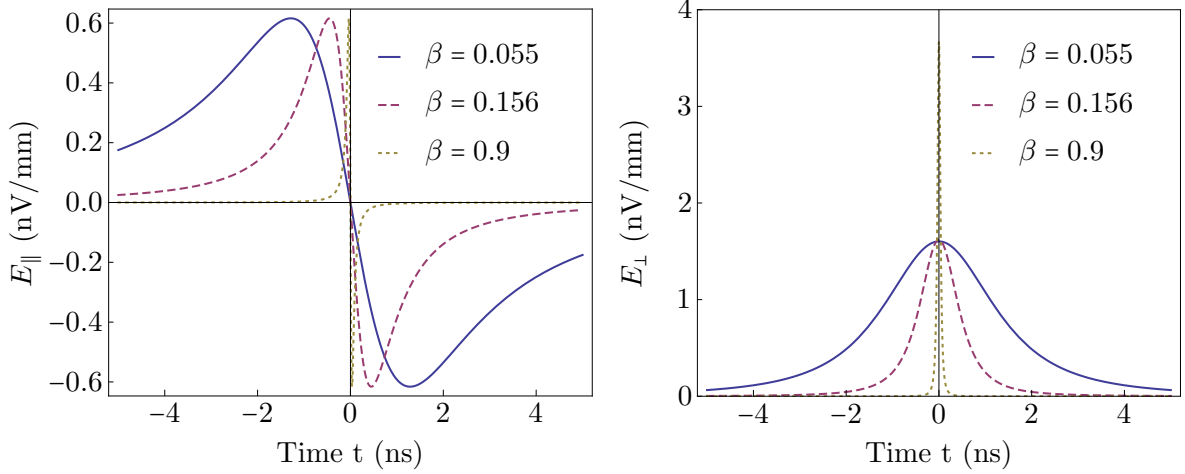 E∥ (nV/mm)
0.6
0.4
0.2
0.0
−0.2
−0.4
−0.6
−4 −2 0 2 4
Time t (ns)
β = 0.055
β = 0.156
β = 0.9
E⊥ (nV/mm)
4
3
2
1
0
−4 −2 0 2 4
Time t (ns)
β = 0.055
β = 0.156
β = 0.9